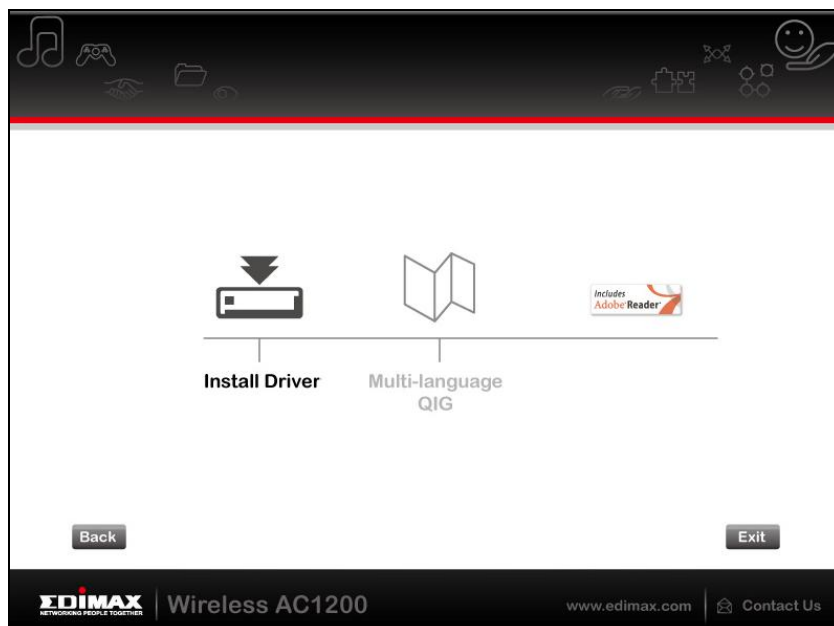 Includes
Adobe Reader
Install Driver
Multi-language
QIG
Back
Exit
EDIMAX
NETWORKING PEOPLE TOGETHER
Wireless AC1200
www.edimax.com
Contact Us